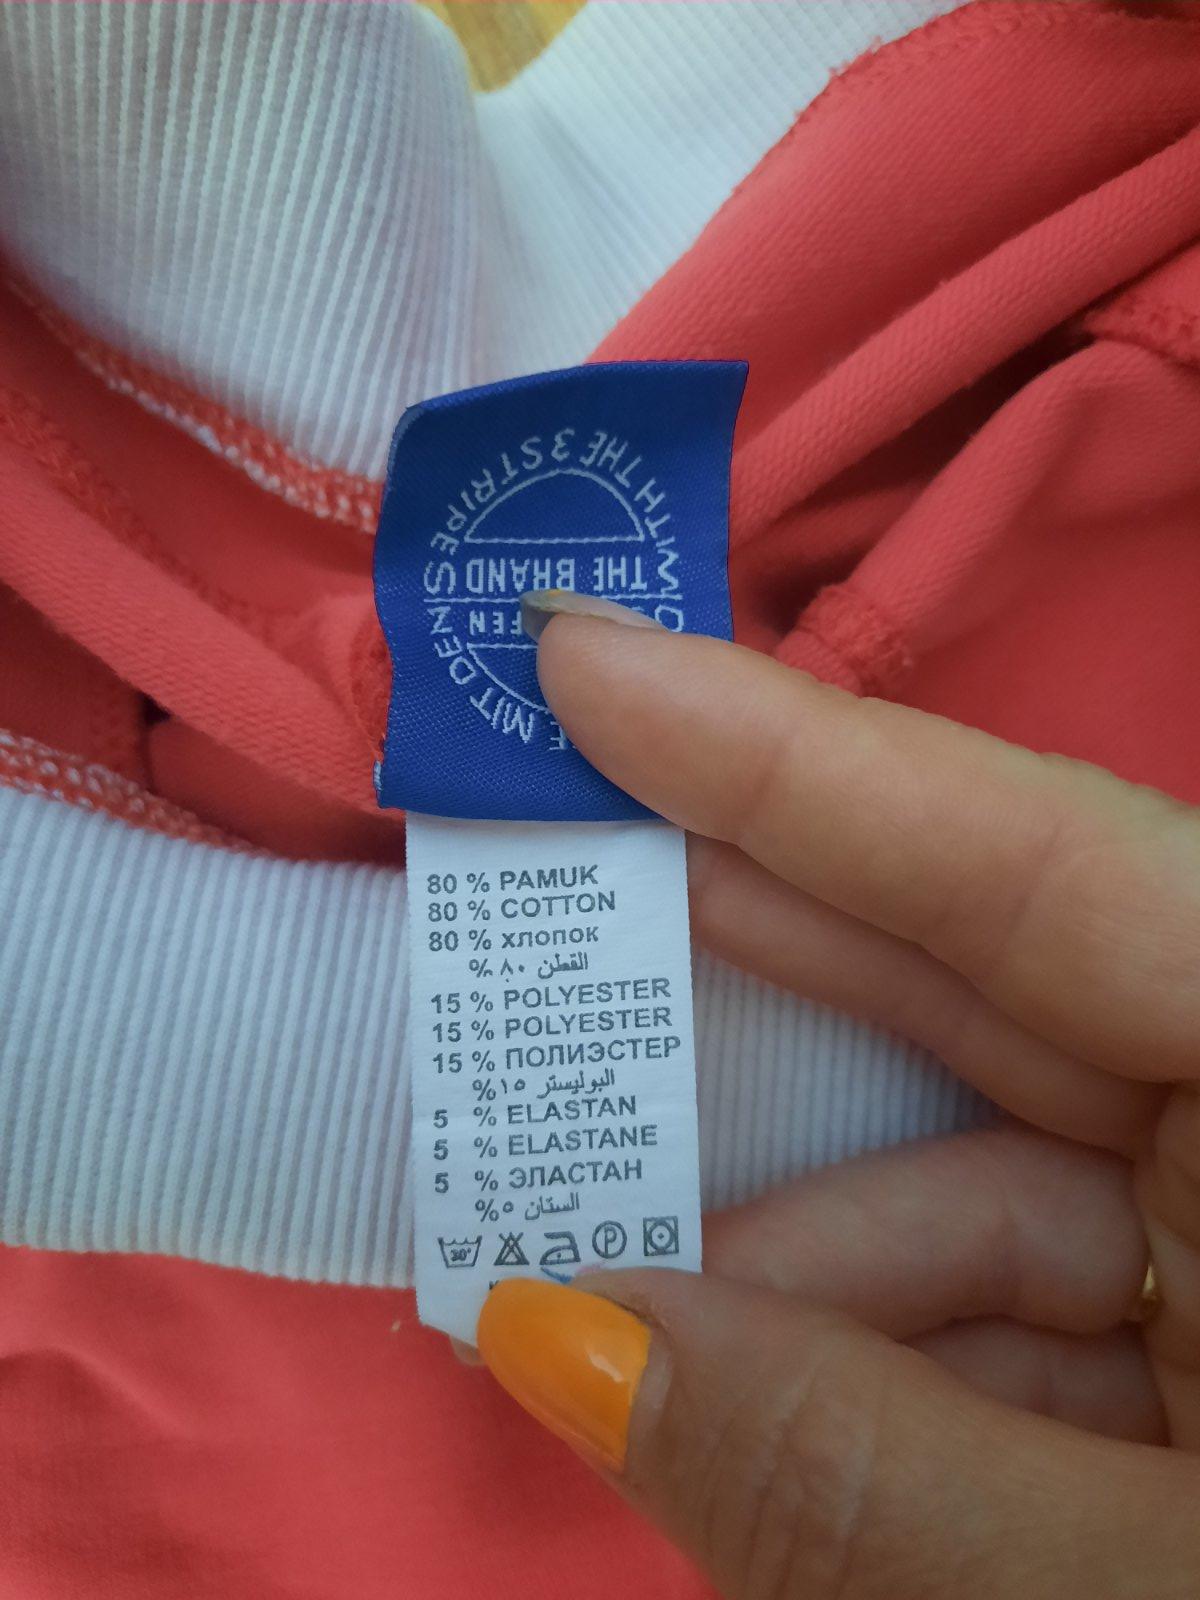 THE BRAND
WITH THE 3 STRIPES
MIT DEN
80 % PAMUK
80 % COTTON
80 % хлопок
القطن ٨٠ %
15 % POLYESTER
15 % POLYESTER
15 % ПОЛИЭСТЕР
البوليستر ١٥ %
5 % ELASTAN
5 % ELASTANE
5 % ЭЛАСТАН
الستان ٥ %
30°
P